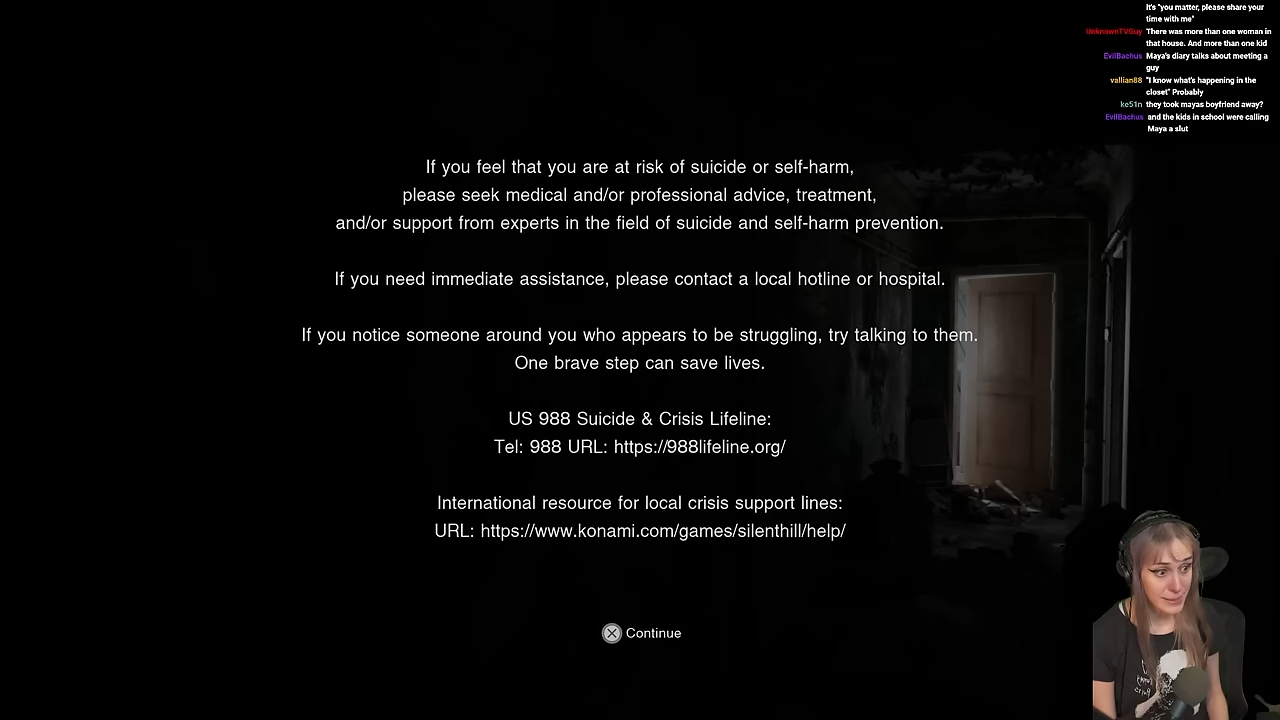 it's "you matter, please share your
time with me"
UnknownTVGuy There was more than one woman in
that house. And more than one kid
EvilBachus Maya's diary talks about meeting a
guy
vallian88 "I know what's happening in the
closet" Probably
ke51n they took mayas boyfriend away?
EvilBachus and the kids in school were calling
Maya a slut
If you feel that you are at risk of suicide or self-harm,
please seek medical and/or professional advice, treatment,
and/or support from experts in the field of suicide and self-harm prevention.
If you need immediate assistance, please contact a local hotline or hospital.
If you notice someone around you who appears to be struggling, try talking to them.
One brave step can save lives.
US 988 Suicide & Crisis Lifeline:
Tel: 988 URL: https://988lifeline.org/
International resource for local crisis support lines:
URL: https://www.konami.com/games/silenthill/help/
Continue